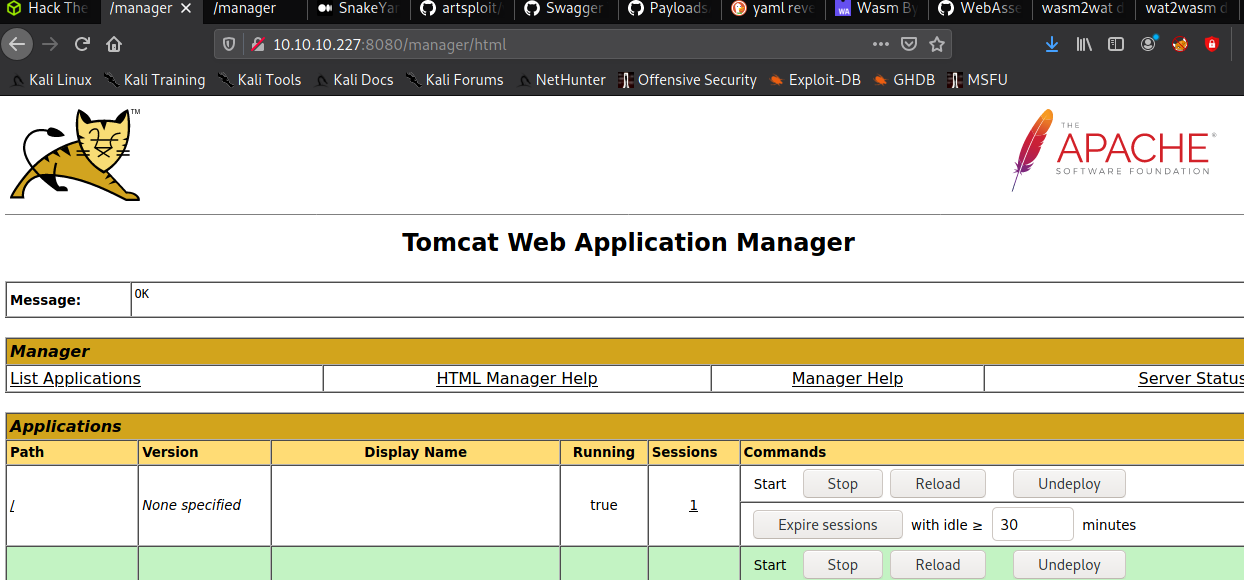 Hack The
/manager
/manager
SnakeYar
artsploit/
Swagger
Payloads.
yaml reve
Wasm By
WebAsse
wasm2wat d
wat2wasm d
10.10.10.227:8080/manager/html
Kali Linux
Kali Training
Kali Tools
Kali Docs
Kali Forums
NetHunter
Offensive Security
Exploit-DB
GHDB
MSFU
TM
THE
APACHE®
SOFTWARE FOUNDATION
Tomcat Web Application Manager
Message: OK
Manager
List Applications HTML Manager Help Manager Help Server Status
Applications
Path Version Display Name Running Sessions Commands
Start Stop Reload Undeploy
/ None specified true 1
Expire sessions with idle ≥ 30 minutes
Start Stop Reload Undeploy